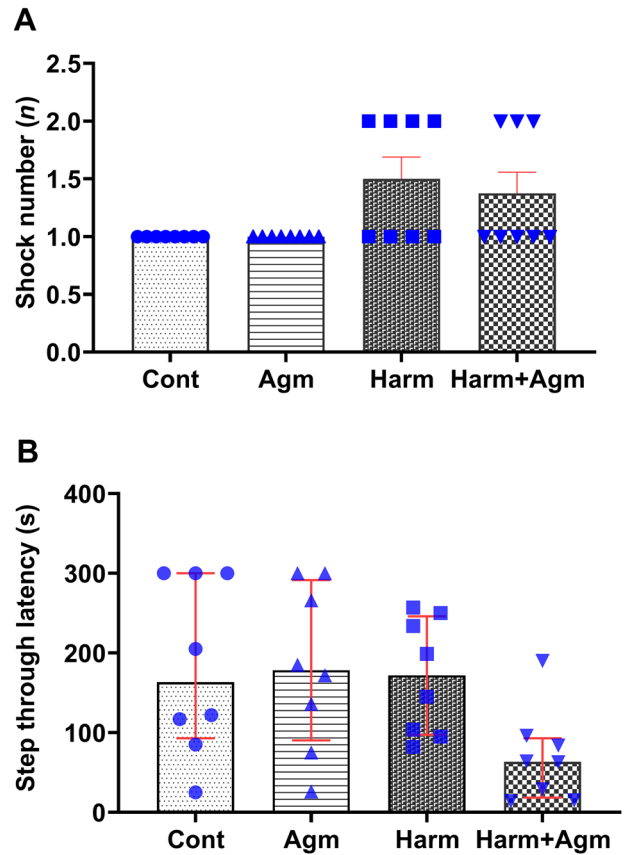 A
Shock number (n)
2.5
2.0
1.5
1.0
0.5
0.0
Cont Agm Harm Harm+Agm
B
Step through latency (s)
400
300
200
100
0
Cont Agm Harm Harm+Agm